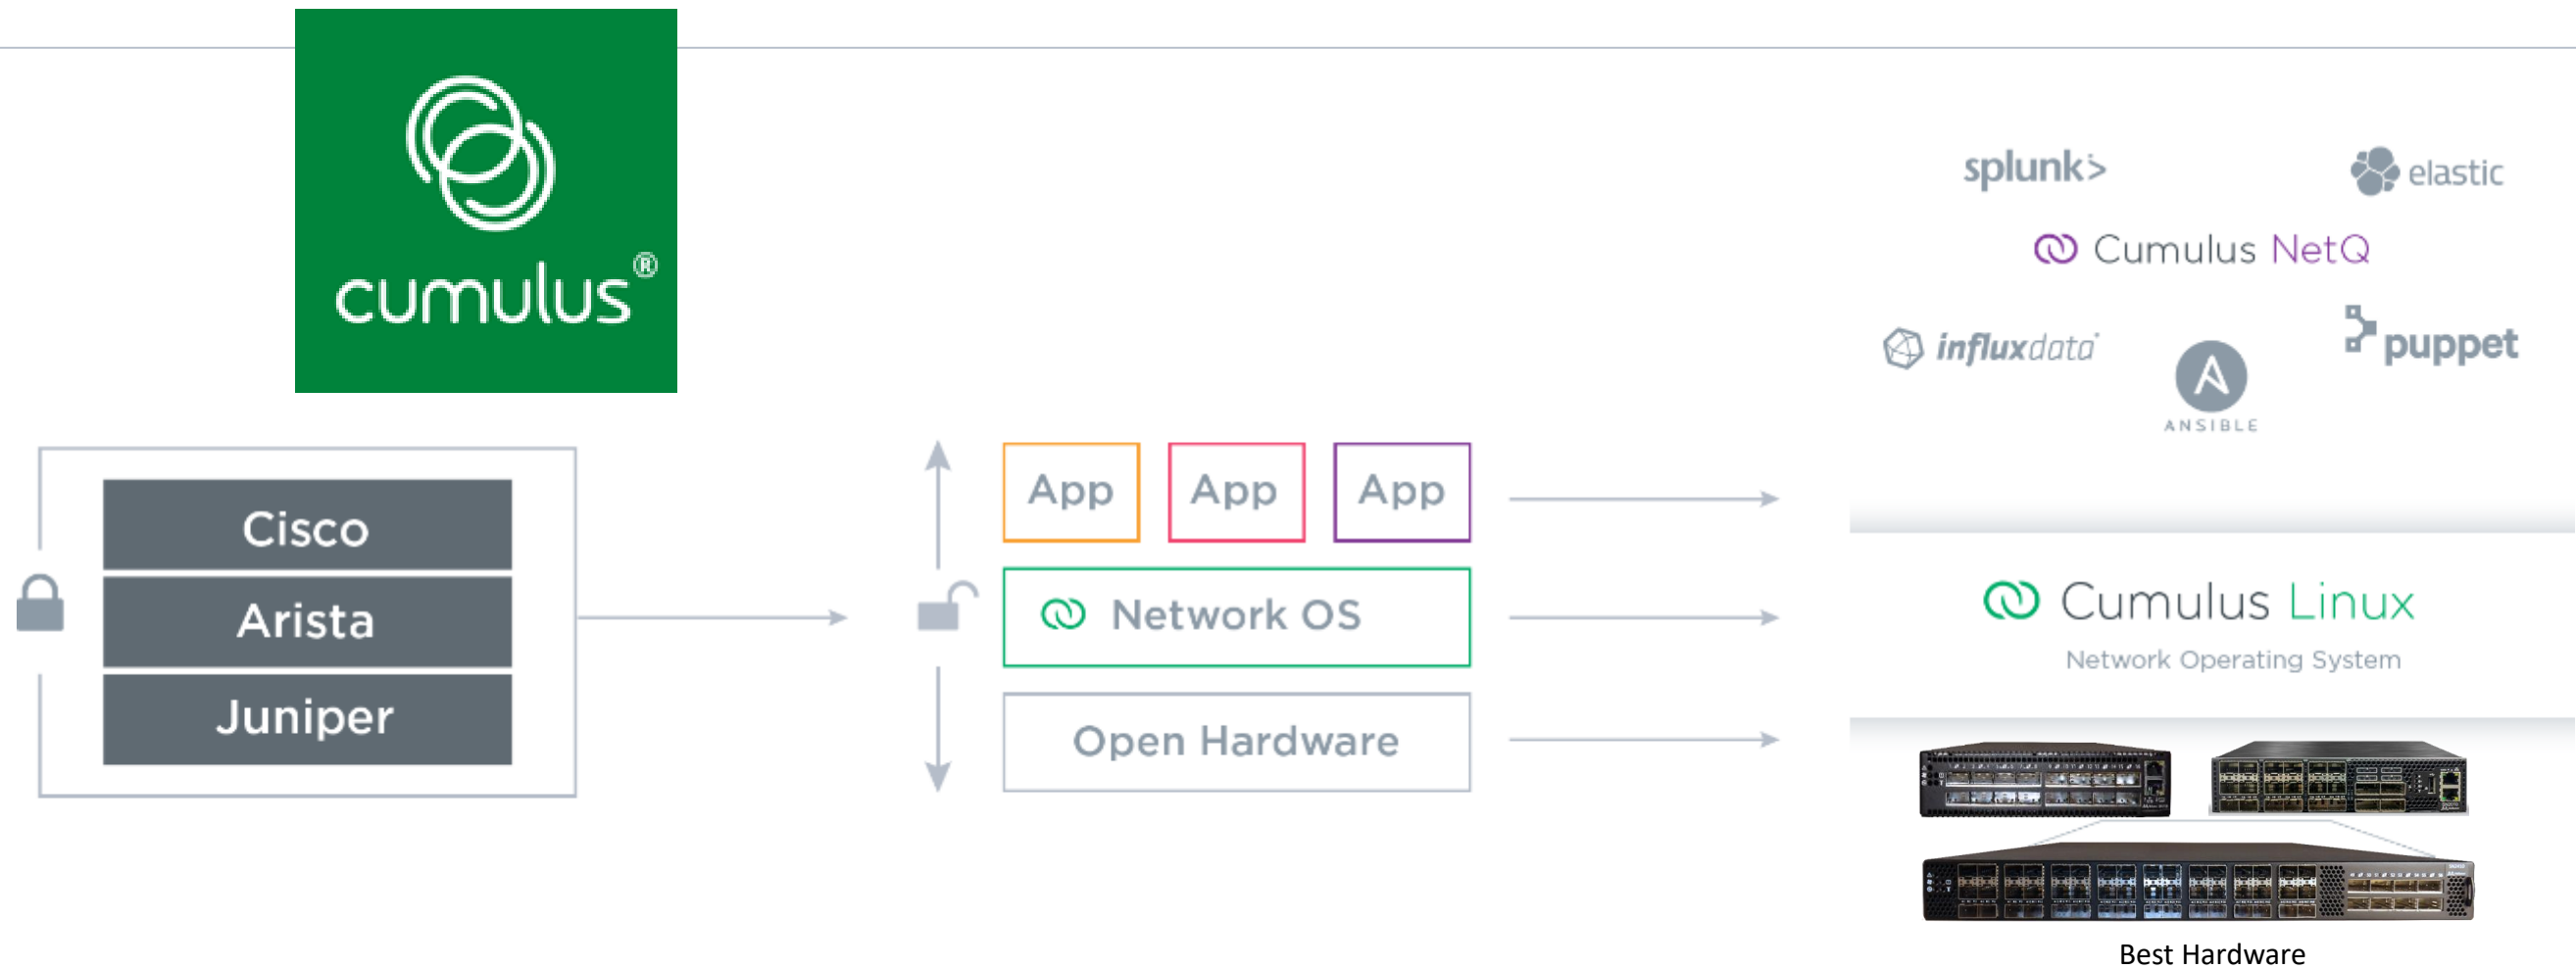 cumulus®
Cisco
Arista
Juniper
App App App
Network OS
Open Hardware
splunk> elastic
Cumulus NetQ
influxdata puppet
ANSIBLE
Cumulus Linux
Network Operating System
Best Hardware